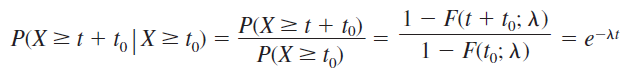 P(X ≥ t + t₀ | X ≥ t₀) = P(X ≥ t + t₀) / P(X ≥ t₀) = 1 − F(t + t₀; λ) / 1 − F(t₀; λ) = e^−λt